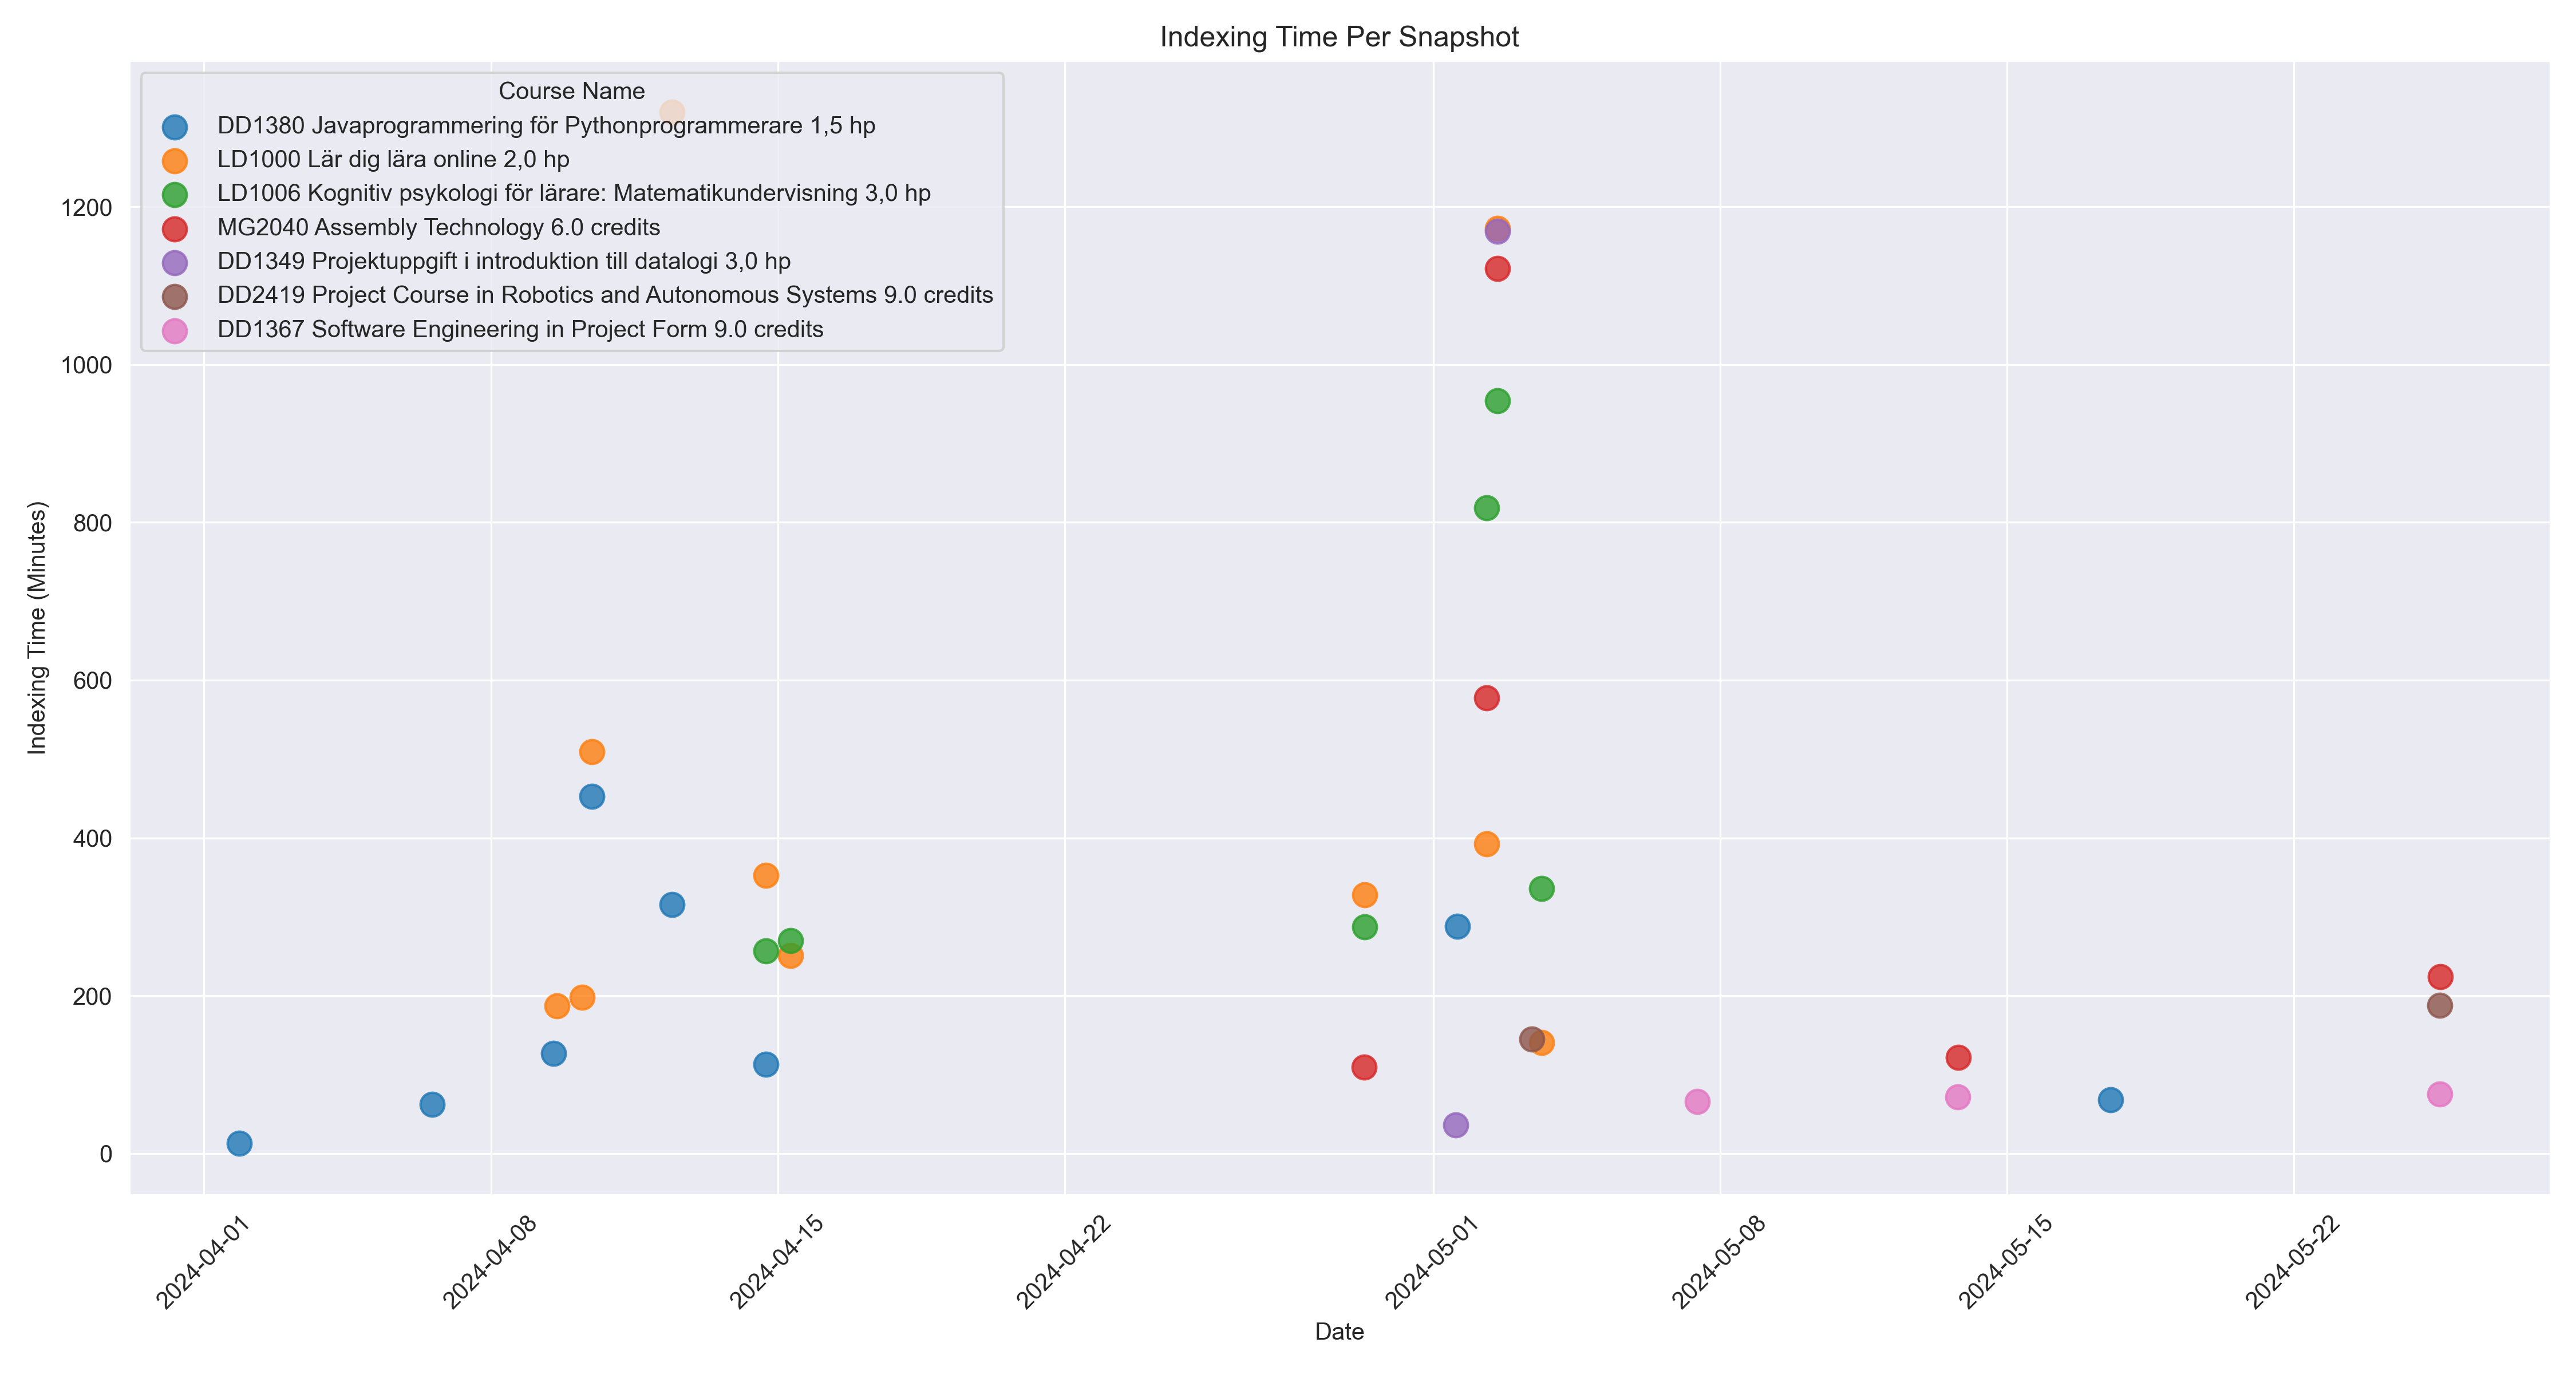 Indexing Time Per Snapshot
Course Name
DD1380 Javaprogrammering för Pythonprogrammerare 1,5 hp
LD1000 Lär dig lära online 2,0 hp
LD1006 Kognitiv psykologi för lärare: Matematikundervisning 3,0 hp
MG2040 Assembly Technology 6.0 credits
DD1349 Projektuppgift i introduktion till datalogi 3,0 hp
DD2419 Project Course in Robotics and Autonomous Systems 9.0 credits
DD1367 Software Engineering in Project Form 9.0 credits
Indexing Time (Minutes)
1200
1000
800
600
400
200
0
2024-04-01
2024-04-08
2024-04-15
2024-04-22
2024-05-01
2024-05-08
2024-05-15
2024-05-22
Date